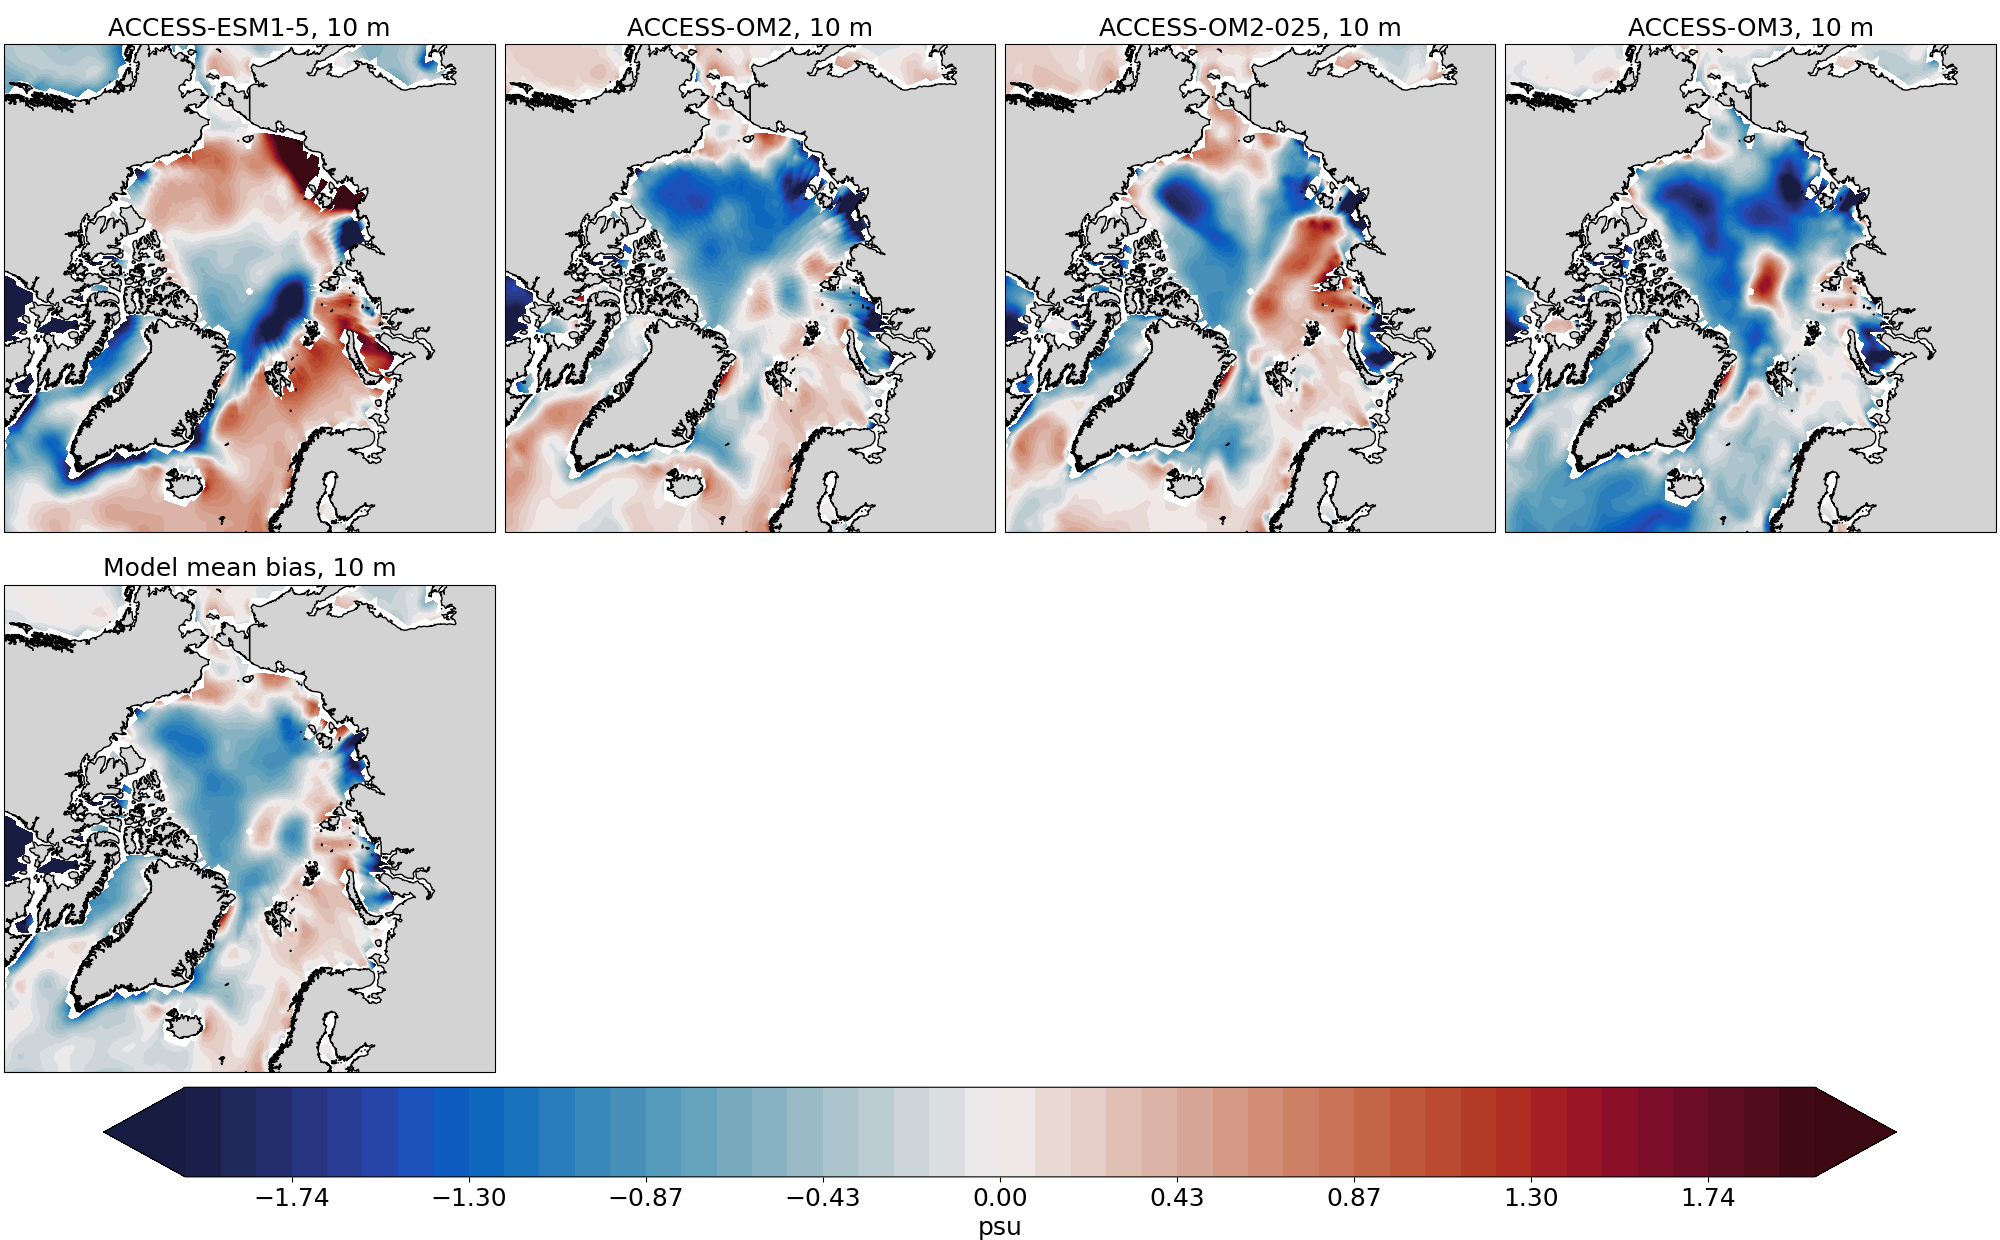 ACCESS-ESM1-5, 10 m
ACCESS-OM2, 10 m
ACCESS-OM2-025, 10 m
ACCESS-OM3, 10 m
Model mean bias, 10 m
−1.74 −1.30 −0.87 −0.43 0.00 0.43 0.87 1.30 1.74
psu